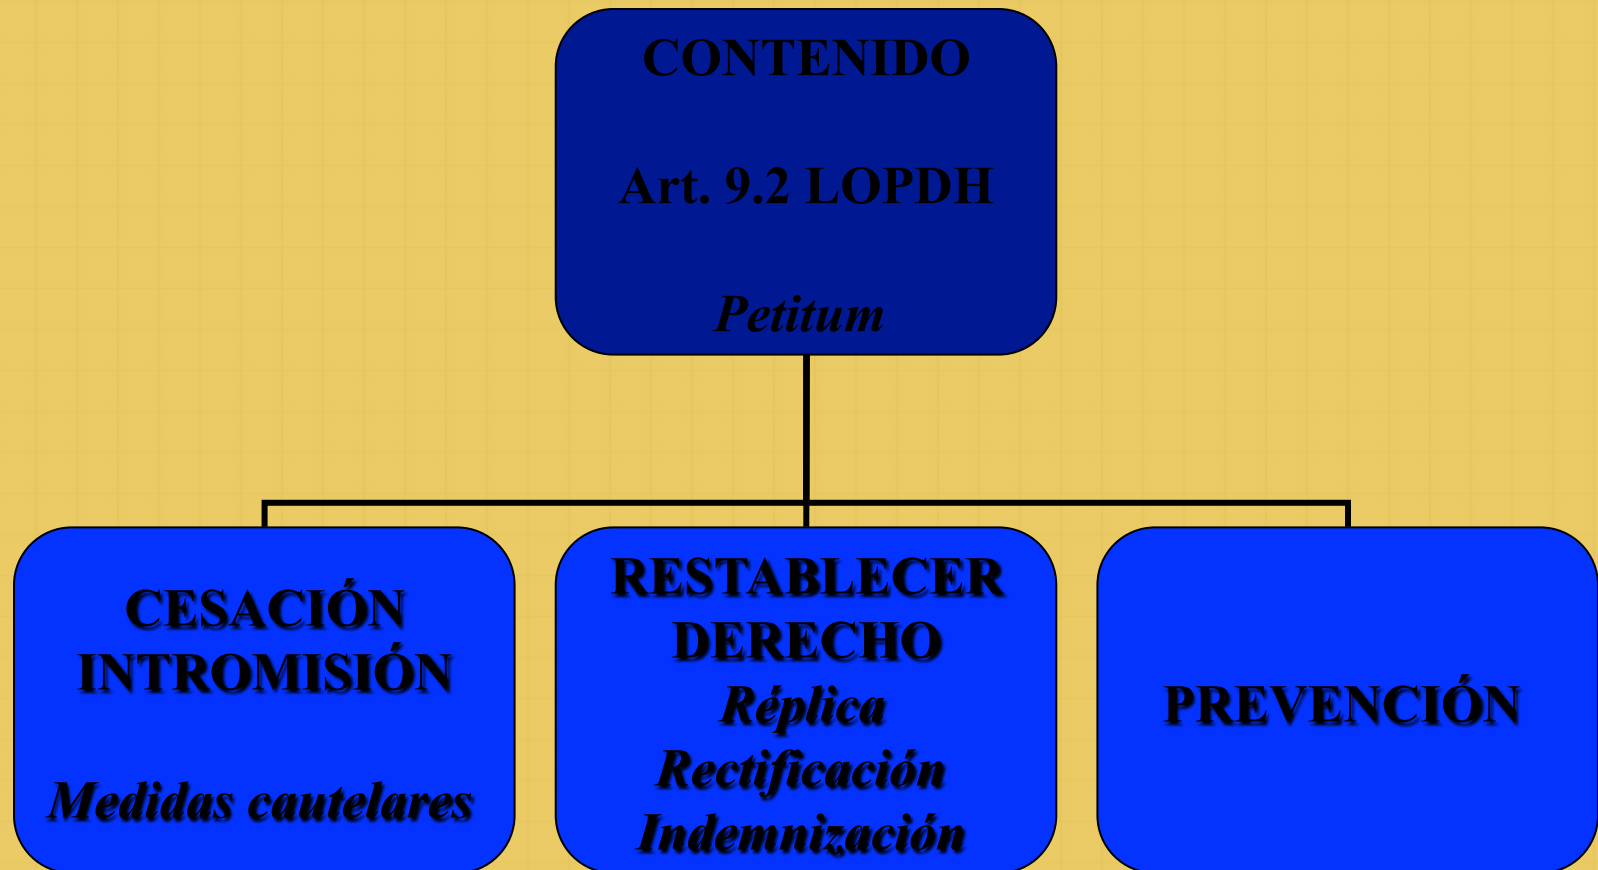 CONTENIDO
Art. 9.2 LOPDH
Petitum
CESACIÓN
INTROMISIÓN
Medidas cautelares
RESTABLECER
DERECHO
Réplica
Rectificación
Indemnización
PREVENCIÓN